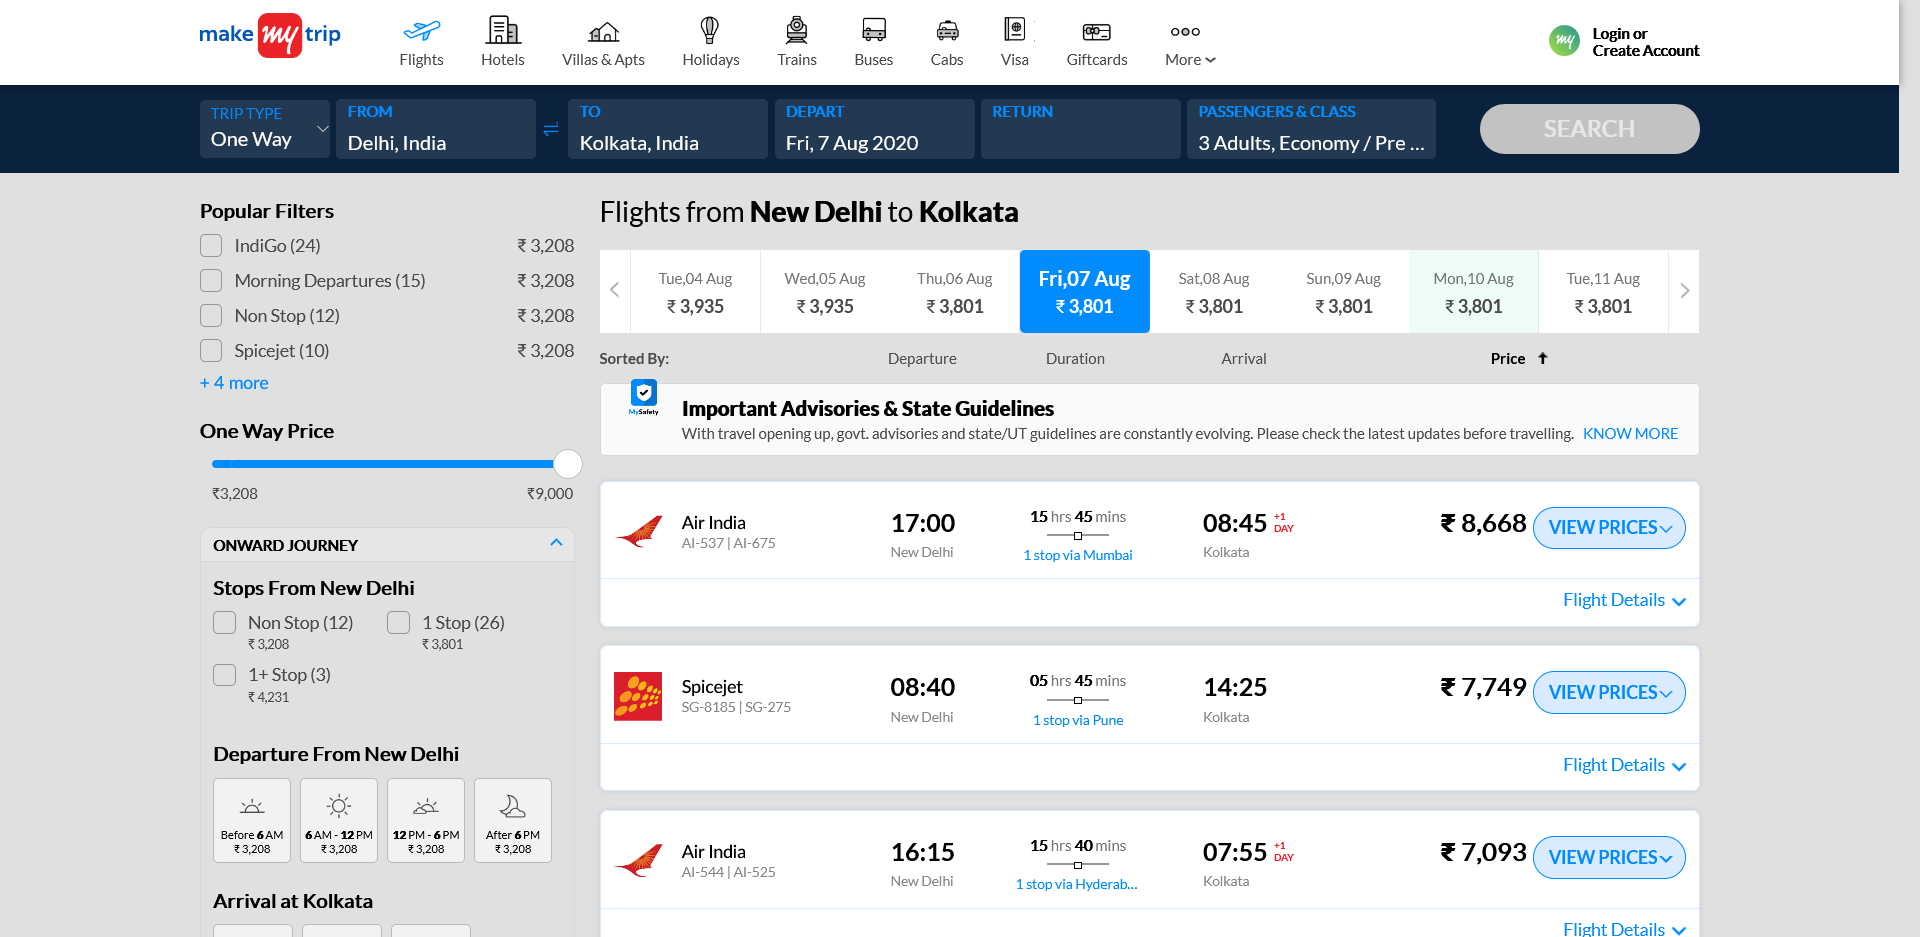 make my trip
Flights
Hotels
Villas & Apts
Holidays
Trains
Buses
Cabs
Visa
Giftcards
More
my
Login or
Create Account
TRIP TYPE
One Way
FROM
Delhi, India
TO
Kolkata, India
DEPART
Fri, 7 Aug 2020
RETURN
PASSENGERS & CLASS
3 Adults, Economy / Pre ...
SEARCH
Popular Filters
IndiGo (24) ₹ 3,208
Morning Departures (15) ₹ 3,208
Non Stop (12) ₹ 3,208
Spicejet (10) ₹ 3,208
+ 4 more
One Way Price
₹3,208 ₹9,000
ONWARD JOURNEY
Stops From New Delhi
Non Stop (12)
₹ 3,208
1 Stop (26)
₹ 3,801
1+ Stop (3)
₹ 4,231
Departure From New Delhi
Before 6 AM
₹ 3,208
6 AM - 12 PM
₹ 3,208
12 PM - 6 PM
₹ 3,208
After 6 PM
₹ 3,208
Arrival at Kolkata
Flights from New Delhi to Kolkata
Tue,04 Aug
₹ 3,935
Wed,05 Aug
₹ 3,935
Thu,06 Aug
₹ 3,801
Fri,07 Aug
₹ 3,801
Sat,08 Aug
₹ 3,801
Sun,09 Aug
₹ 3,801
Mon,10 Aug
₹ 3,801
Tue,11 Aug
₹ 3,801
Sorted By: Departure Duration Arrival Price
MySafety
Important Advisories & State Guidelines
With travel opening up, govt. advisories and state/UT guidelines are constantly evolving. Please check the latest updates before travelling. KNOW MORE
Air India
AI-537 | AI-675
17:00
New Delhi
15 hrs 45 mins
1 stop via Mumbai
08:45 +1 DAY
Kolkata
₹ 8,668
VIEW PRICES
Flight Details
Spicejet
SG-8185 | SG-275
08:40
New Delhi
05 hrs 45 mins
1 stop via Pune
14:25
Kolkata
₹ 7,749
VIEW PRICES
Flight Details
Air India
AI-544 | AI-525
16:15
New Delhi
15 hrs 40 mins
1 stop via Hyderab...
07:55 +1 DAY
Kolkata
₹ 7,093
VIEW PRICES
Flight Details